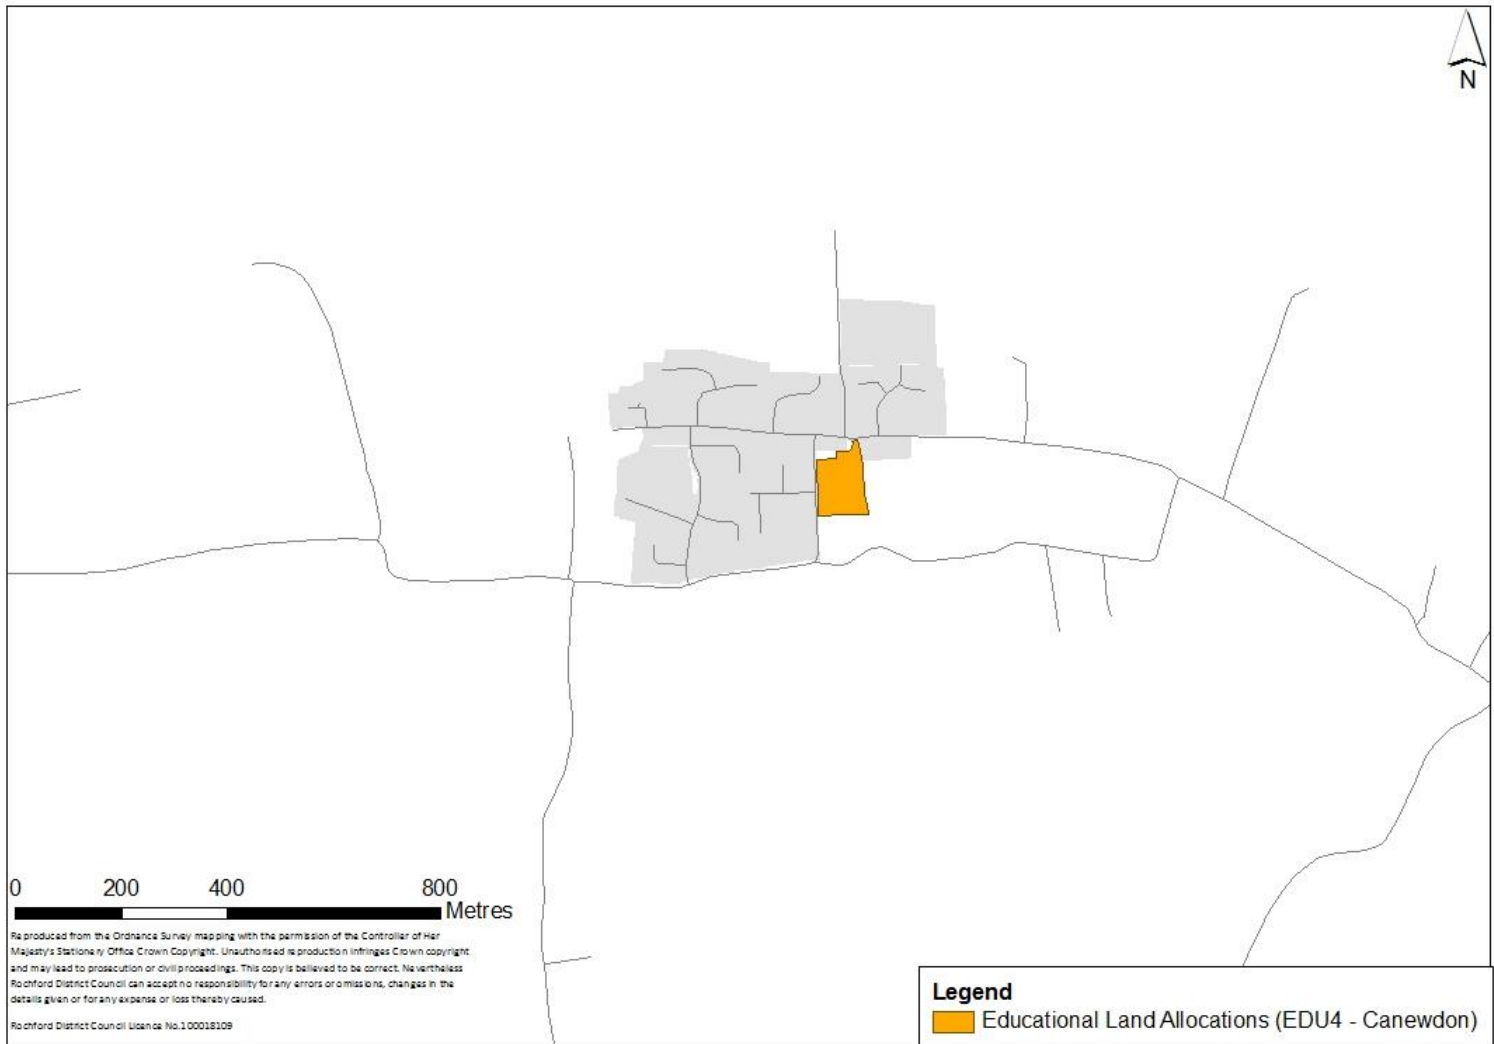 N
0 200 400 800
Metres
Reproduced from the Ordnance Survey mapping with the permission of the Controller of Her
Majesty's Stationery Office Crown Copyright. Unauthorised reproduction infringes Crown copyright
and may lead to prosecution or civil proceedings. This copy is believed to be correct. Nevertheless
Rochford District Council can accept no responsibility for any errors or omissions, changes in the
details given or for any expense or loss thereby caused.
Rochford District Council Licence No.100018109
Legend
Educational Land Allocations (EDU4 - Canewdon)